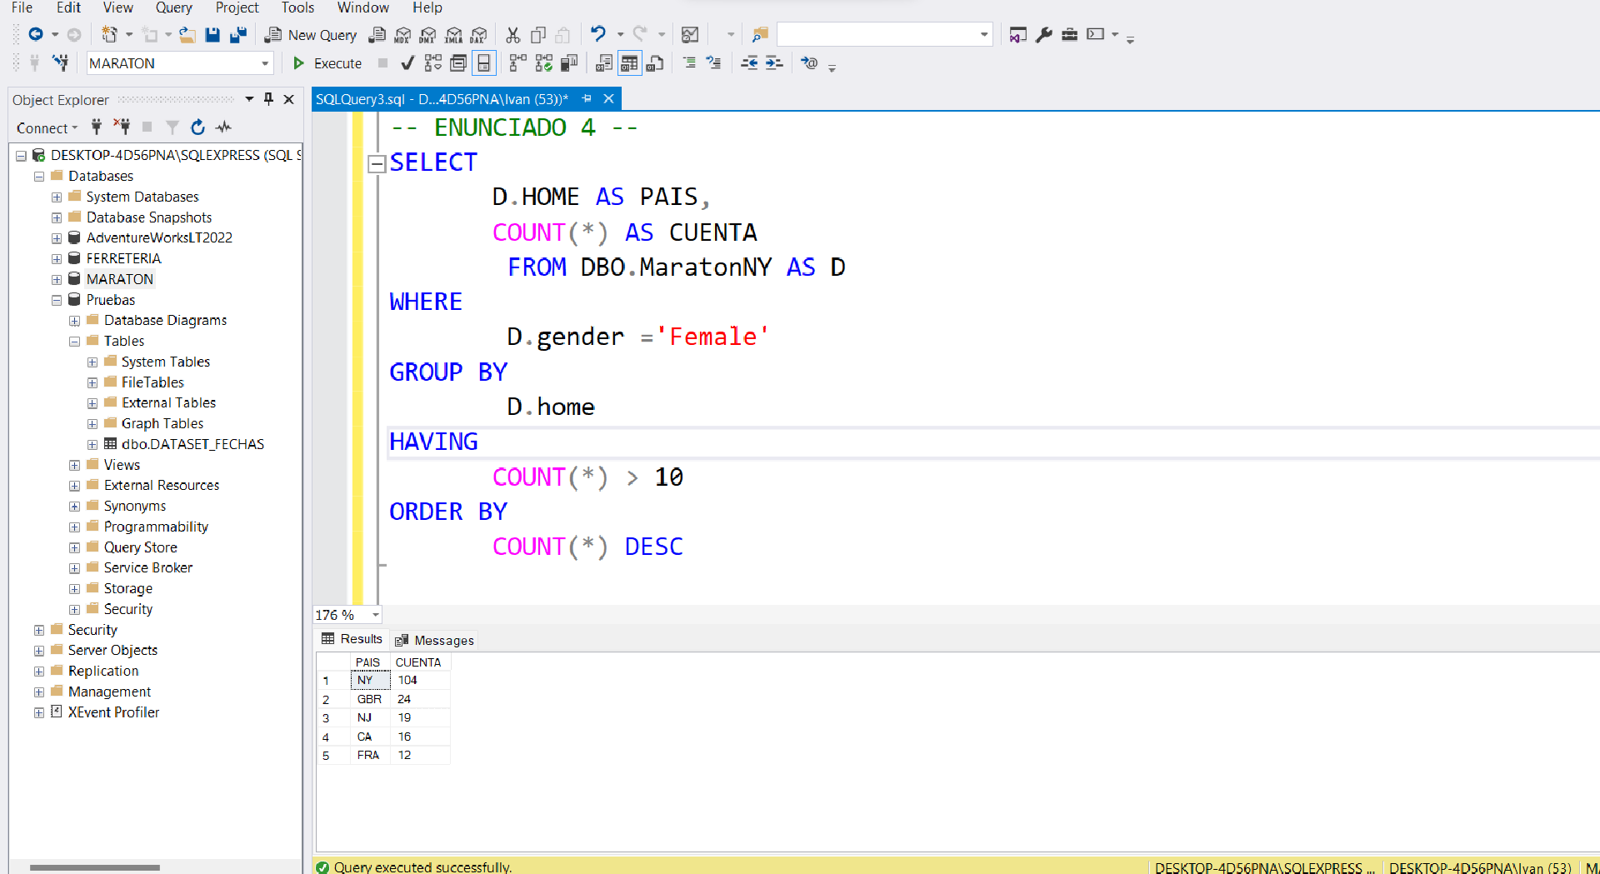 File Edit View Query Project Tools Window Help
New Query MDX DMX XMLA DAX
MARATON Execute
Object Explorer
SQLQuery3.sql - D...4D56PNA\Ivan (53))*
Connect
DESKTOP-4D56PNA\SQLEXPRESS (SQL S
Databases
System Databases
Database Snapshots
AdventureWorksLT2022
FERRETERIA
MARATON
Pruebas
Database Diagrams
Tables
System Tables
FileTables
External Tables
Graph Tables
dbo.DATASET_FECHAS
Views
External Resources
Synonyms
Programmability
Query Store
Service Broker
Storage
Security
Security
Server Objects
Replication
Management
XEvent Profiler
-- ENUNCIADO 4 --
SELECT
D.HOME AS PAIS,
COUNT(*) AS CUENTA
FROM DBO.MaratonNY AS D
WHERE
D.gender ='Female'
GROUP BY
D.home
HAVING
COUNT(*) > 10
ORDER BY
COUNT(*) DESC
176 %
Results Messages
PAIS CUENTA
1 NY 104
2 GBR 24
3 NJ 19
4 CA 16
5 FRA 12
Query executed successfully.
DESKTOP-4D56PNA\SQLEXPRESS ... DESKTOP-4D56PNA\Ivan (53) MA